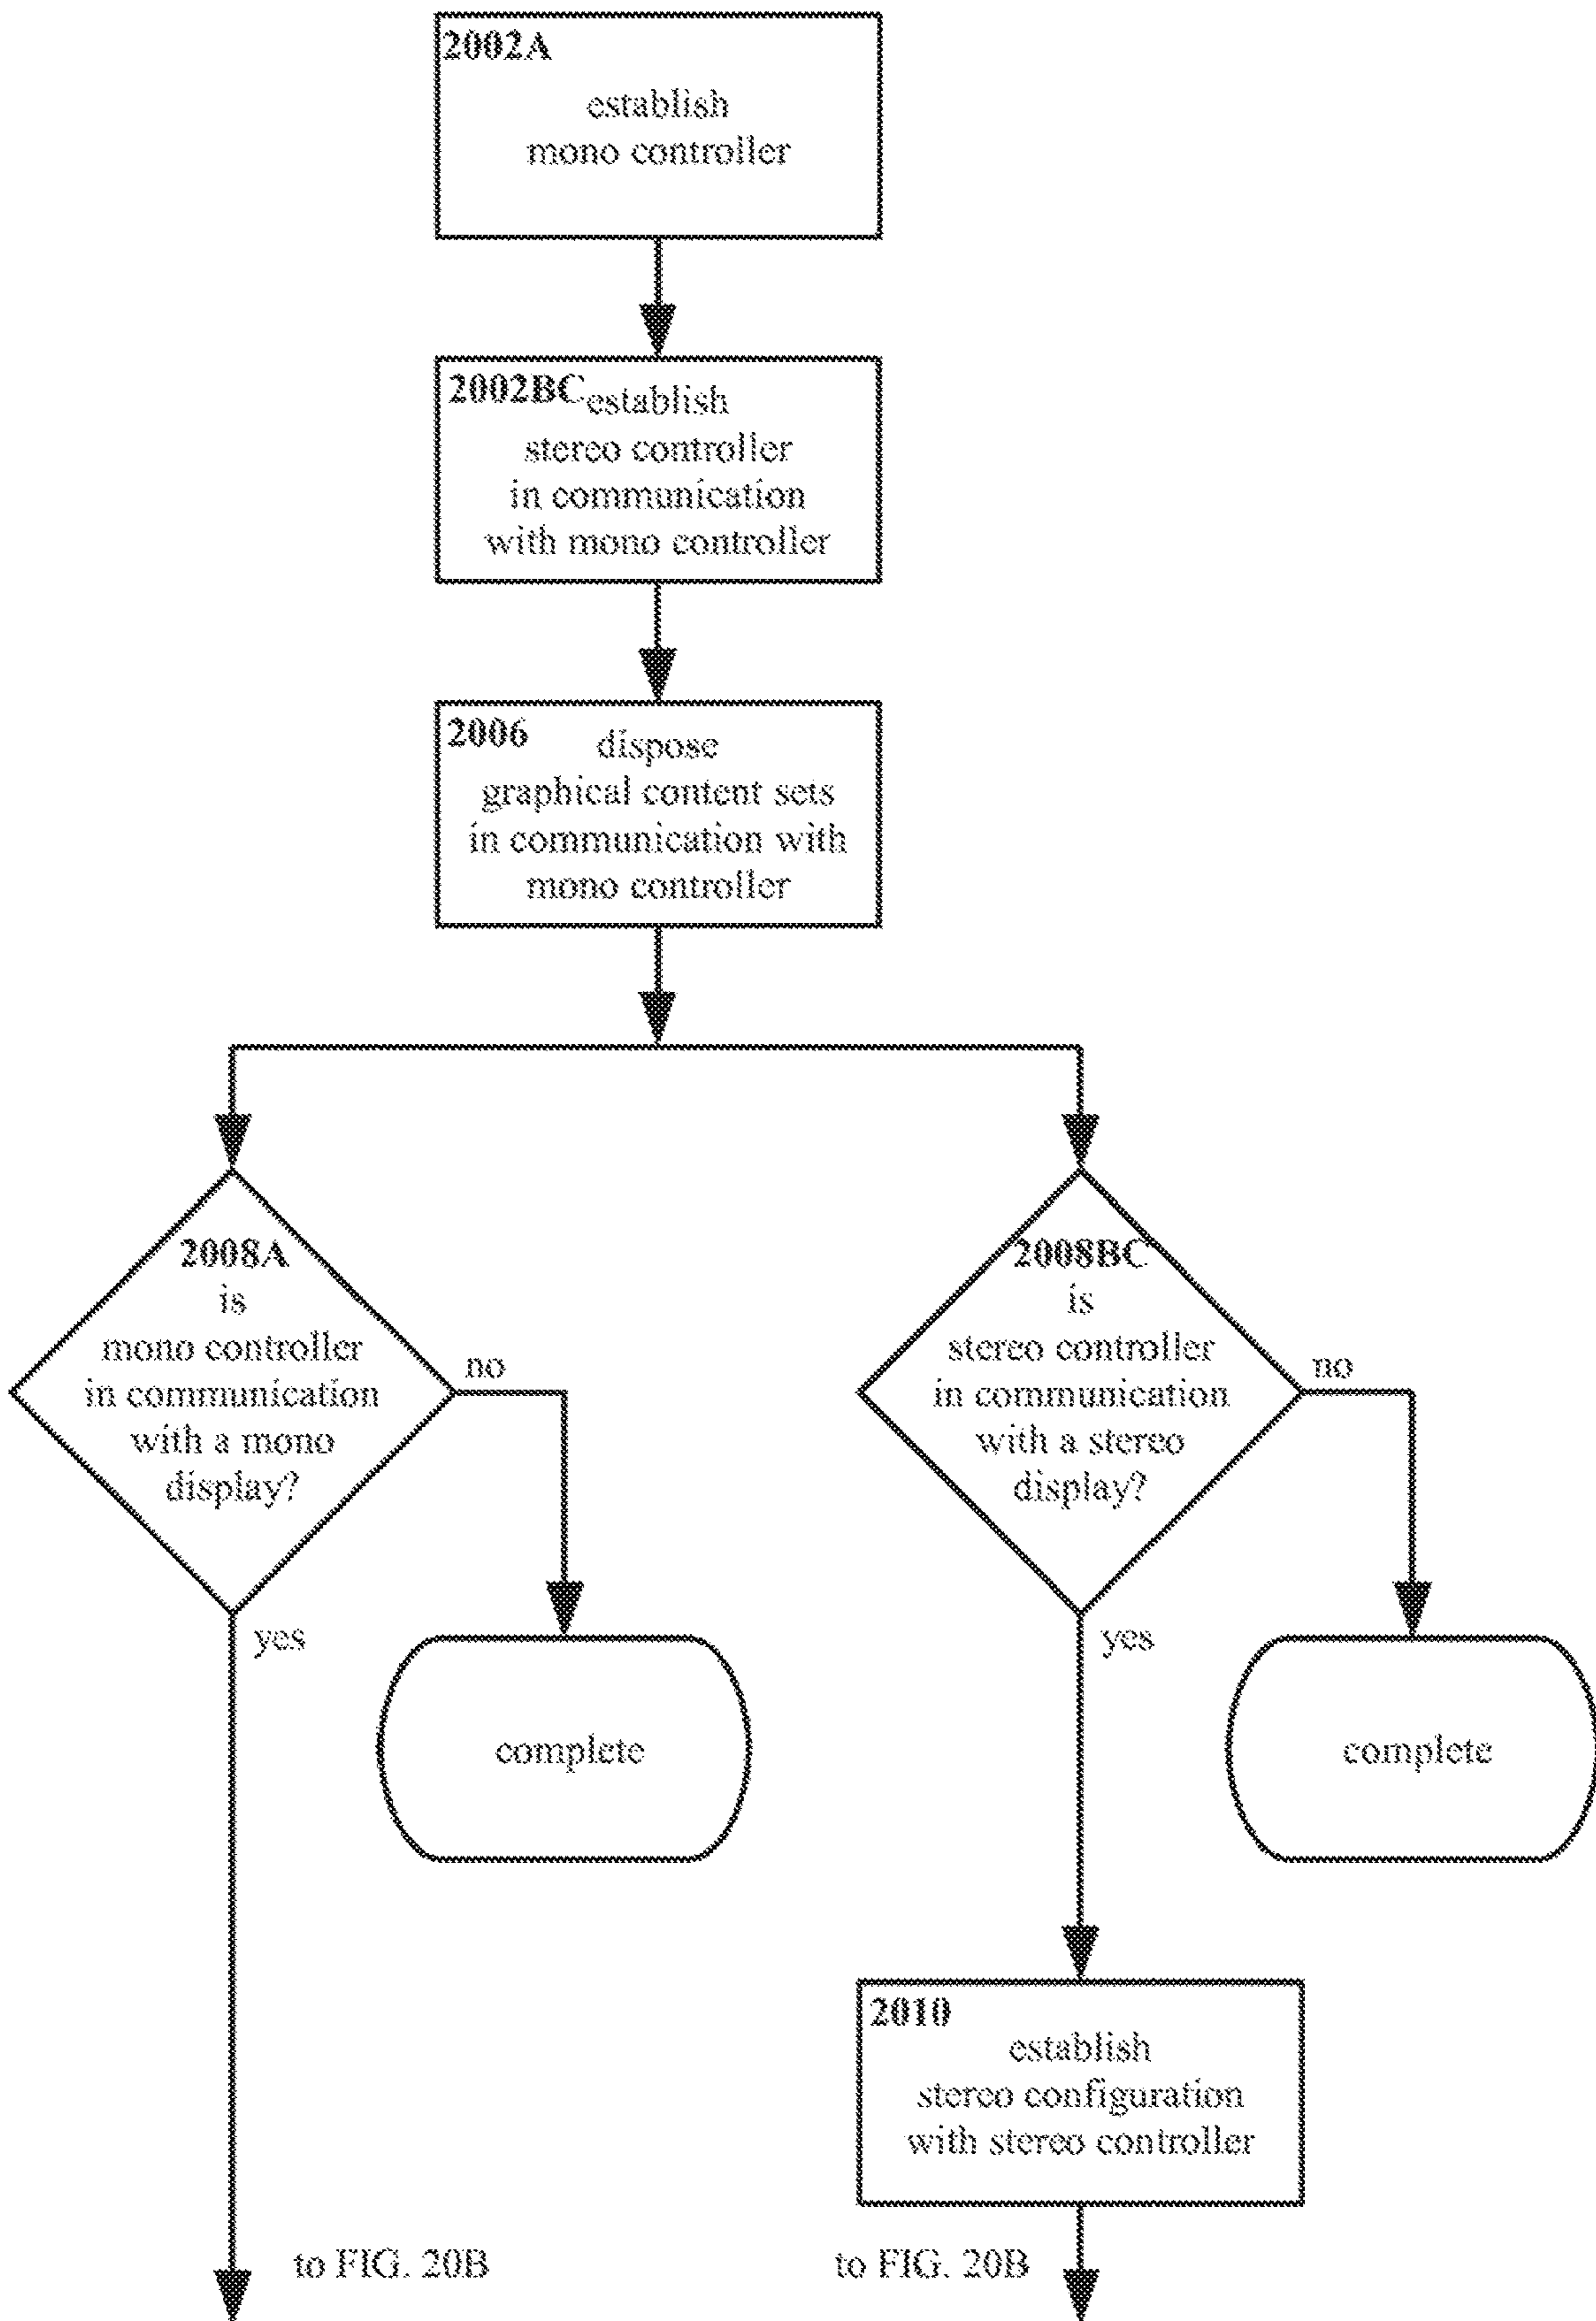 2002A
establish
mono controller
2002BC
establish
stereo controller
in communication
with mono controller
2006
dispose
graphical content sets
in communication with
mono controller
2008A
is
mono controller
in communication
with a mono
display?
no
yes
complete
2008BC
is
stereo controller
in communication
with a stereo
display?
no
yes
complete
2010
establish
stereo configuration
with stereo controller
to FIG. 20B
to FIG. 20B